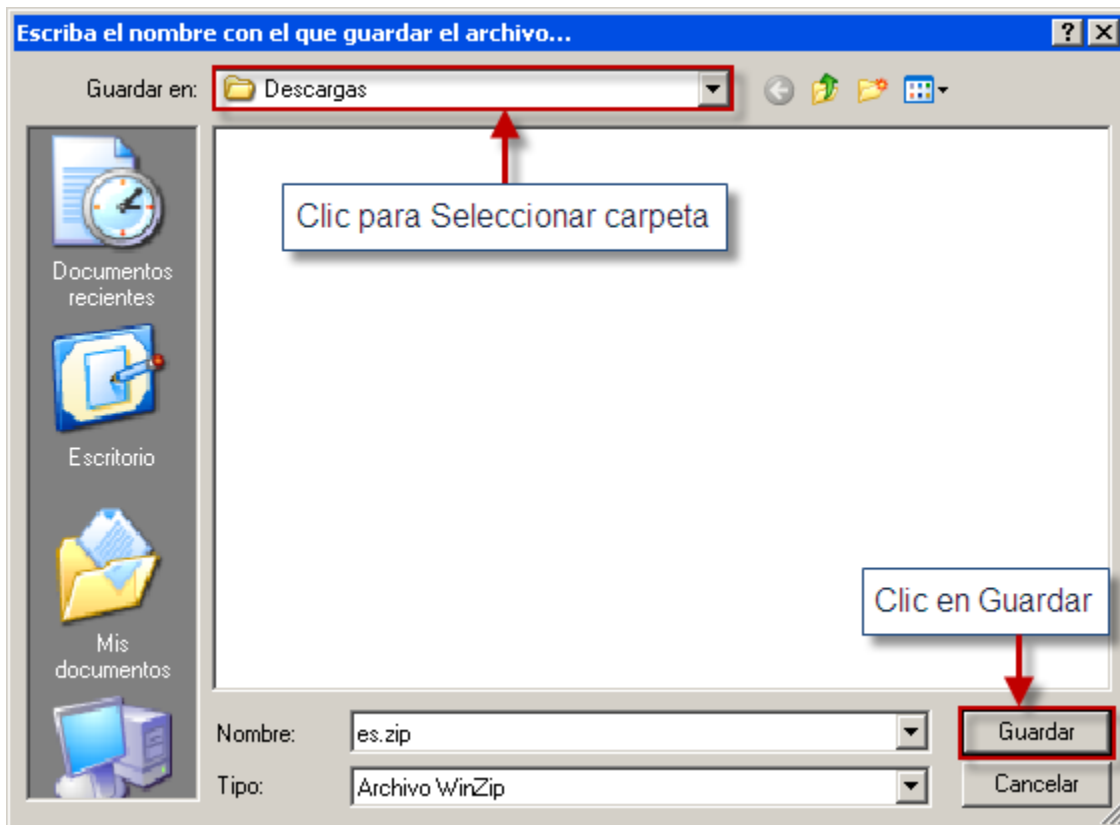 Escriba el nombre con el que guardar el archivo...
Guardar en: Descargas
Clic para Seleccionar carpeta
Documentos
recientes
Escritorio
Mis
documentos
Clic en Guardar
Nombre: es.zip Guardar
Tipo: Archivo WinZip Cancelar